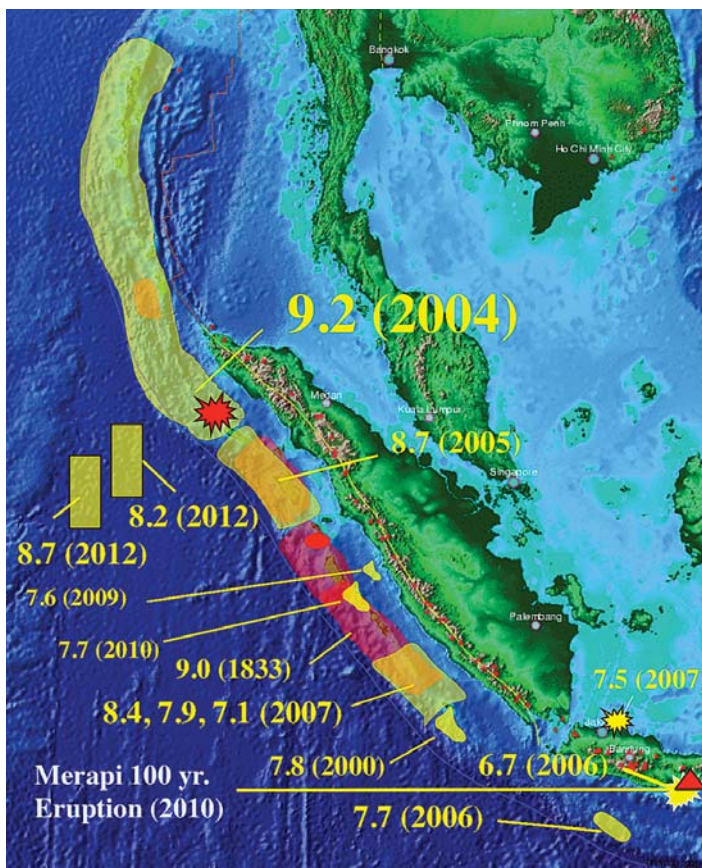 Bangkok
Phnom Penh
Ho Chi Minh City
9.2 (2004)
Medan
Kuala Lumpur
8.7 (2005)
Singapore
8.2 (2012)
8.7 (2012)
7.6 (2009)
7.7 (2010)
Palembang
9.0 (1833)
7.5 (2007
8.4, 7.9, 7.1 (2007)
Bandung
7.8 (2000)
6.7 (2006)
Merapi 100 yr.
Eruption (2010)
7.7 (2006)